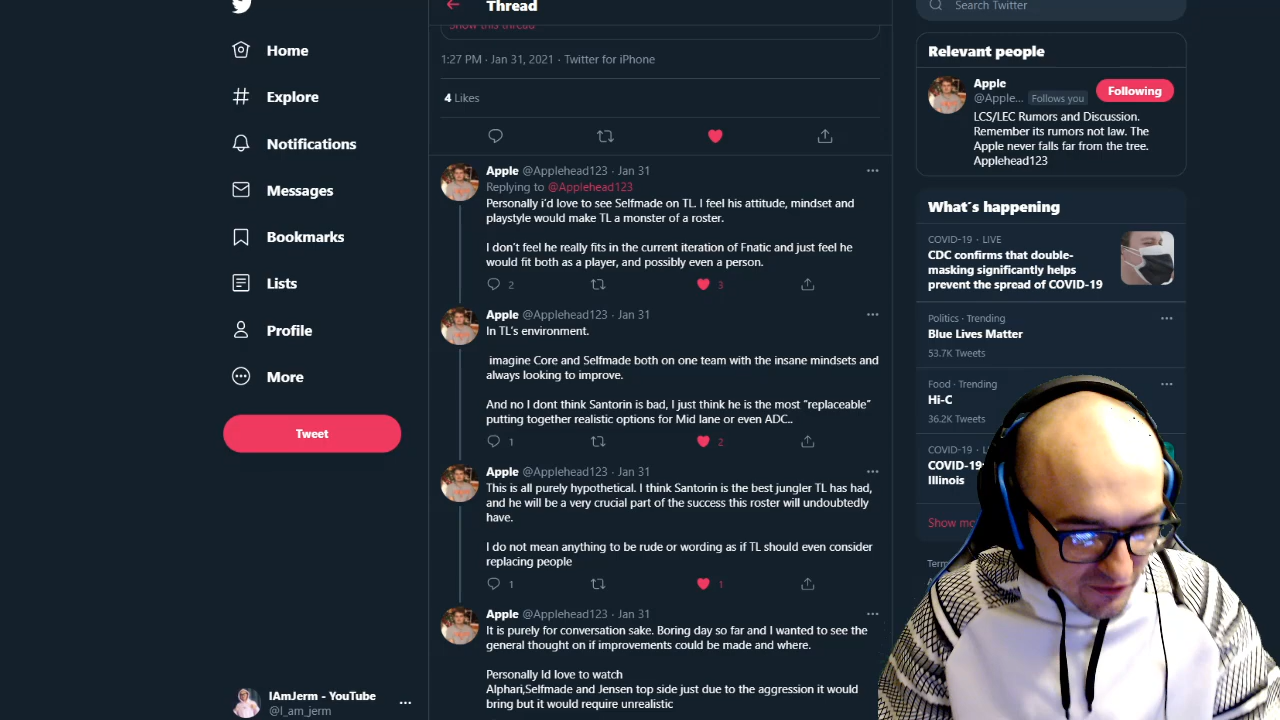 Thread
Search Twitter
Show this thread
Home
Explore
Notifications
Messages
Bookmarks
Lists
Profile
More
Tweet
IAmJerm - YouTube
@I_am_jerm
1:27 PM · Jan 31, 2021 · Twitter for iPhone
4 Likes
Apple @Applehead123 · Jan 31
Replying to @Applehead123
Personally i'd love to see Selfmade on TL. I feel his attitude, mindset and
playstyle would make TL a monster of a roster.
I don't feel he really fits in the current iteration of Fnatic and just feel he
would fit both as a player, and possibly even a person.
2
3
Apple @Applehead123 · Jan 31
In TL's environment.
imagine Core and Selfmade both on one team with the insane mindsets and
always looking to improve.
And no I dont think Santorin is bad, I just think he is the most "replaceable"
putting together realistic options for Mid lane or even ADC..
1
2
Apple @Applehead123 · Jan 31
This is all purely hypothetical. I think Santorin is the best jungler TL has had,
and he will be a very crucial part of the success this roster will undoubtedly
have.
I do not mean anything to be rude or wording as if TL should even consider
replacing people
1
1
Apple @Applehead123 · Jan 31
It is purely for conversation sake. Boring day so far and I wanted to see the
general thought on if improvements could be made and where.
Personally Id love to watch
Alphari,Selfmade and Jensen top side just due to the aggression it would
bring but it would require unrealistic
Relevant people
Apple
@Apple... Follows you
Following
LCS/LEC Rumors and Discussion.
Remember its rumors not law. The
Apple never falls far from the tree.
Applehead123
What's happening
COVID-19 · LIVE
CDC confirms that double-
masking significantly helps
prevent the spread of COVID-19
Politics · Trending
Blue Lives Matter
53.7K Tweets
Food · Trending
Hi-C
36.2K Tweets
COVID-19 · L
COVID-19
Illinois
Show mo
Term